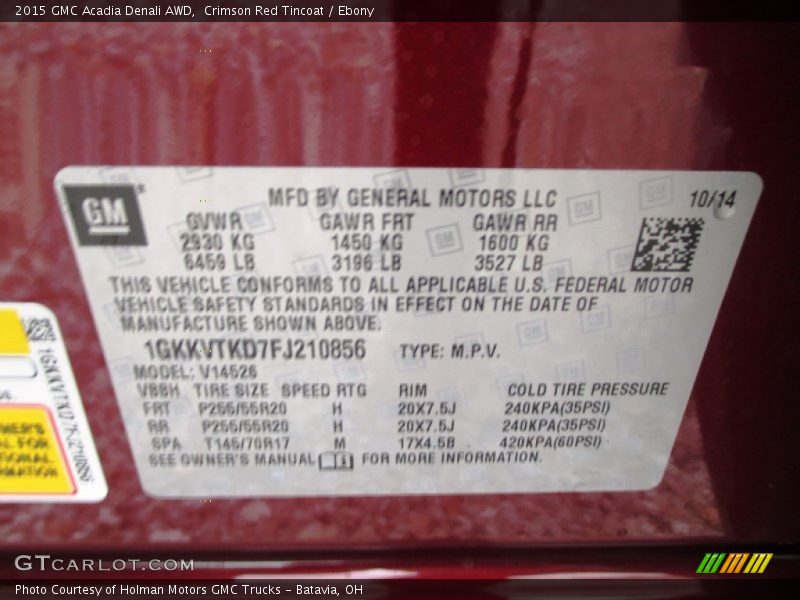 2015 GMC Acadia Denali AWD,  Crimson Red Tincoat / Ebony
GM
MFD BY GENERAL MOTORS LLC
10/14
GVWR GAWR FRT GAWR RR
2930 KG 1450 KG 1600 KG
6459 LB 3196 LB 3527 LB
THIS VEHICLE CONFORMS TO ALL APPLICABLE U.S. FEDERAL MOTOR
VEHICLE SAFETY STANDARDS IN EFFECT ON THE DATE OF
MANUFACTURE SHOWN ABOVE.
1GKKVTKD7FJ210856 TYPE: M.P.V.
MODEL: V14526
VBBH TIRE SIZE SPEED RTG RIM COLD TIRE PRESSURE
FRT P255/55R20 H 20X7.5J 240KPA(35PSI)
RR P255/55R20 H 20X7.5J 240KPA(35PSI)
SPA T145/70R17 M 17X4.5B 420KPA(60PSI)
SEE OWNER'S MANUAL FOR MORE INFORMATION.
1GKKVTKD7FJ210856
GTCARLOT.COM
Photo Courtesy of Holman Motors GMC Trucks - Batavia, OH